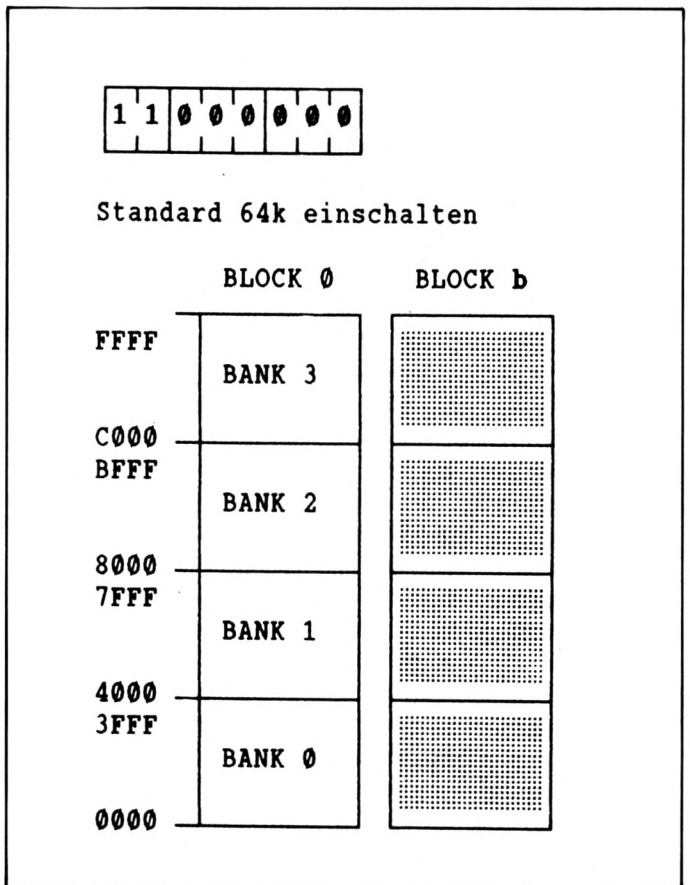 1 1 0 0 0 0 0 0
Standard 64k einschalten
BLOCK 0 BLOCK b
FFFF
BANK 3
C000
BFFF
BANK 2
8000
7FFF
BANK 1
4000
3FFF
BANK 0
0000